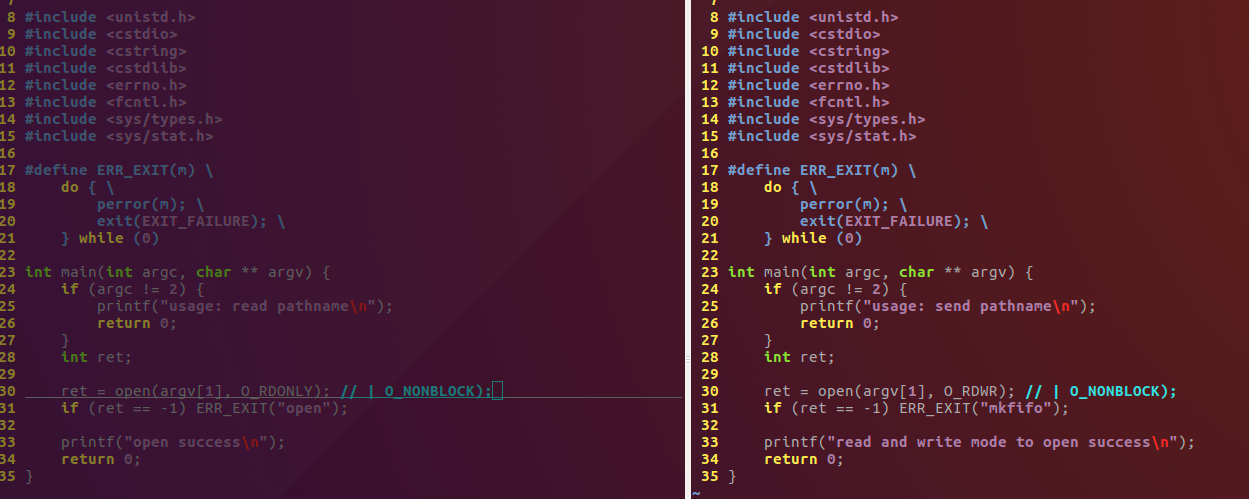 7
8 #include <unistd.h>
9 #include <cstdio>
10 #include <cstring>
11 #include <cstdlib>
12 #include <errno.h>
13 #include <fcntl.h>
14 #include <sys/types.h>
15 #include <sys/stat.h>
16
17 #define ERR_EXIT(m) \
18     do { \
19         perror(m); \
20         exit(EXIT_FAILURE); \
21     } while (0)
22
23 int main(int argc, char ** argv) {
24     if (argc != 2) {
25         printf("usage: read pathname\n");
26         return 0;
27     }
28     int ret;
29
30     ret = open(argv[1], O_RDONLY); // | O_NONBLOCK);
31     if (ret == -1) ERR_EXIT("open");
32
33     printf("open success\n");
34     return 0;
35 }
7
8 #include <unistd.h>
9 #include <cstdio>
10 #include <cstring>
11 #include <cstdlib>
12 #include <errno.h>
13 #include <fcntl.h>
14 #include <sys/types.h>
15 #include <sys/stat.h>
16
17 #define ERR_EXIT(m) \
18     do { \
19         perror(m); \
20         exit(EXIT_FAILURE); \
21     } while (0)
22
23 int main(int argc, char ** argv) {
24     if (argc != 2) {
25         printf("usage: send pathname\n");
26         return 0;
27     }
28     int ret;
29
30     ret = open(argv[1], O_RDWR); // | O_NONBLOCK);
31     if (ret == -1) ERR_EXIT("mkfifo");
32
33     printf("read and write mode to open success\n");
34     return 0;
35 }
~